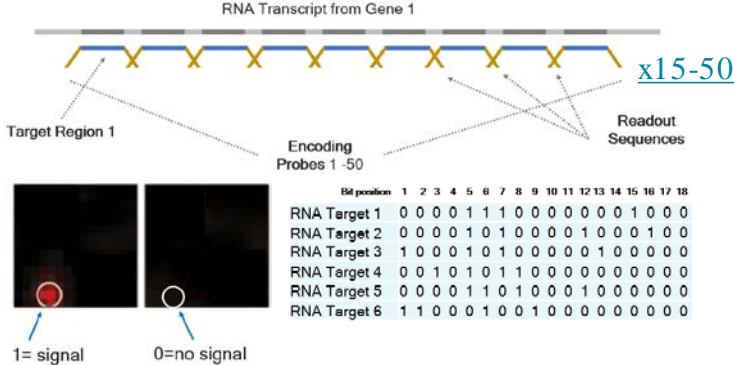 RNA Transcript from Gene 1
x15-50
Target Region 1
Readout
Sequences
Encoding
Probes 1 -50
Bit position 1 2 3 4 5 6 7 8 9 10 11 12 13 14 15 16 17 18
RNA Target 1 0 0 0 0 1 1 1 0 0 0 0 0 0 0 1 0 0 0
RNA Target 2 0 0 0 0 1 0 1 0 0 0 0 1 0 0 0 1 0 0
RNA Target 3 1 0 0 0 1 0 1 0 0 0 0 0 1 0 0 0 0 0
RNA Target 4 0 0 1 0 1 0 1 1 0 0 0 0 0 0 0 0 0 0
RNA Target 5 0 0 0 0 1 1 0 1 0 0 0 1 0 0 0 0 0 0
RNA Target 6 1 1 0 0 0 1 0 0 1 0 0 0 0 0 0 0 0 0
1= signal
0=no signal